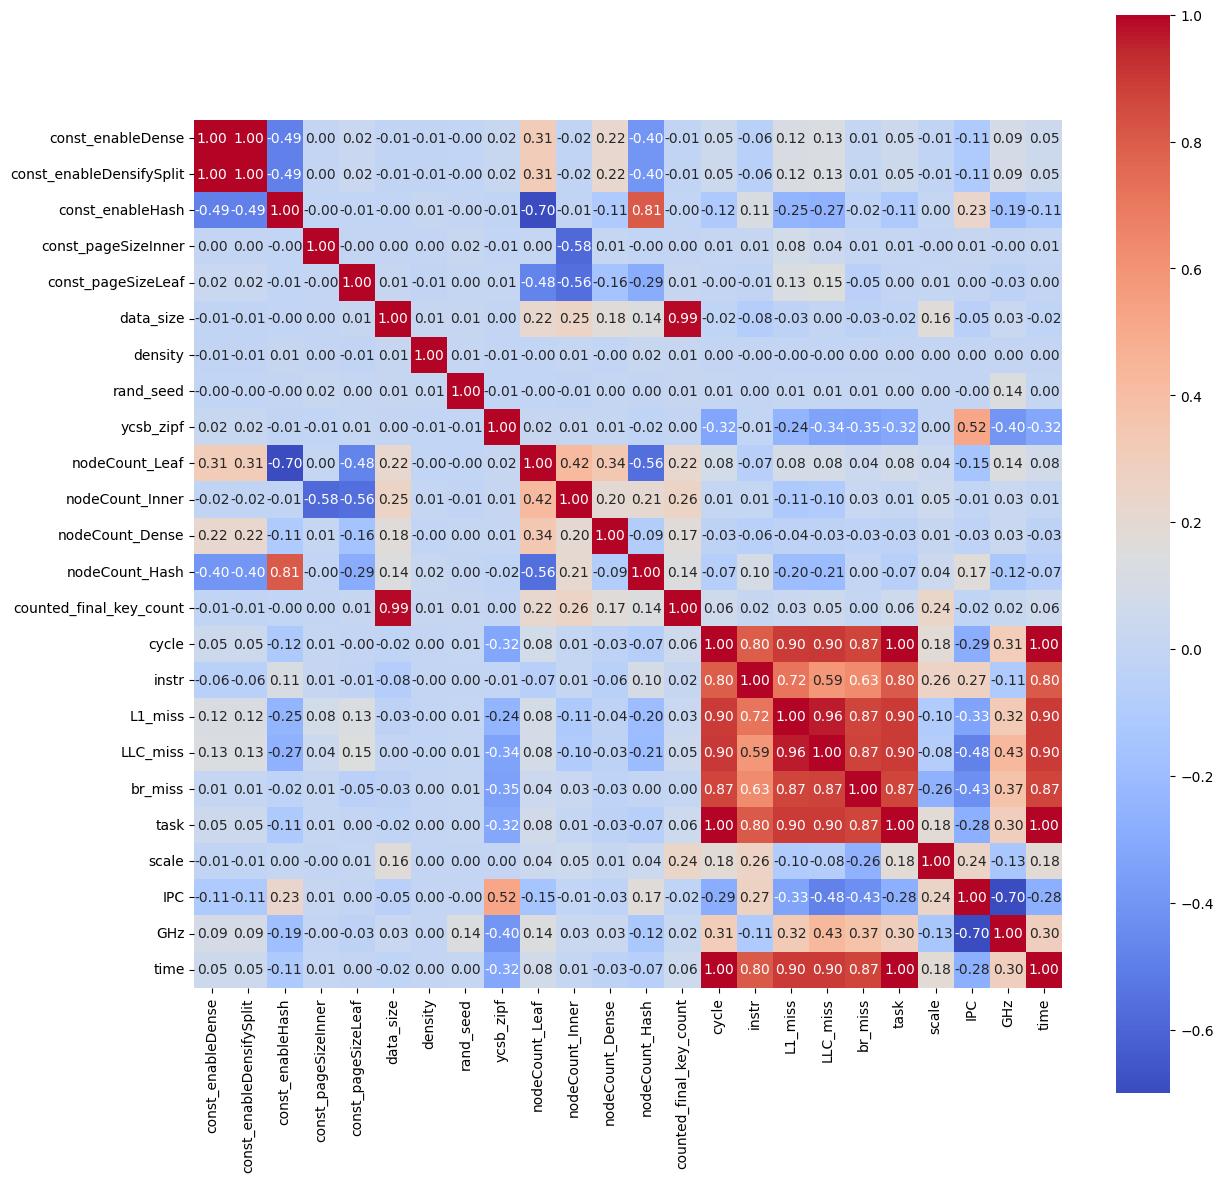 const_enableDense 1.00 1.00 -0.49 0.00 0.02 -0.01 -0.01 -0.00 0.02 0.31 -0.02 0.22 -0.40 -0.01 0.05 -0.06 0.12 0.13 0.01 0.05 -0.01 -0.11 0.09 0.05
const_enableDensifySplit 1.00 1.00 -0.49 0.00 0.02 -0.01 -0.01 -0.00 0.02 0.31 -0.02 0.22 -0.40 -0.01 0.05 -0.06 0.12 0.13 0.01 0.05 -0.01 -0.11 0.09 0.05
const_enableHash -0.49 -0.49 1.00 -0.00 -0.01 -0.00 0.01 -0.00 -0.01 -0.70 -0.01 -0.11 0.81 -0.00 -0.12 0.11 -0.25 -0.27 -0.02 -0.11 0.00 0.23 -0.19 -0.11
const_pageSizeInner 0.00 0.00 -0.00 1.00 -0.00 0.00 0.00 0.02 -0.01 0.00 -0.58 0.01 -0.00 0.00 0.01 0.01 0.08 0.04 0.01 0.01 -0.00 0.01 -0.00 0.01
const_pageSizeLeaf 0.02 0.02 -0.01 -0.00 1.00 0.01 -0.01 -0.00 0.01 -0.48 -0.56 -0.16 -0.29 0.01 -0.00 -0.01 0.13 0.15 -0.05 0.00 0.01 0.00 -0.03 0.00
data_size -0.01 -0.01 -0.00 0.00 0.01 1.00 0.01 0.01 0.00 0.22 0.25 0.18 0.14 0.99 -0.02 -0.08 -0.03 0.00 -0.03 -0.02 0.16 -0.05 0.03 -0.02
density -0.01 -0.01 0.01 0.00 -0.01 0.01 1.00 0.01 -0.01 -0.00 0.01 -0.00 0.02 0.01 0.00 -0.00 -0.00 -0.00 0.00 0.00 0.00 0.00 0.00 0.00
rand_seed -0.00 -0.00 -0.00 0.02 -0.00 0.01 0.01 1.00 -0.01 -0.00 -0.01 0.00 0.00 0.01 0.01 0.00 0.01 0.01 0.01 0.00 0.00 -0.00 0.14 0.00
ycsb_zipf 0.02 0.02 -0.01 -0.01 0.01 0.00 -0.01 -0.01 1.00 0.02 0.01 0.01 -0.02 0.00 -0.32 -0.01 -0.24 -0.34 -0.35 -0.32 0.00 0.52 -0.40 -0.32
nodeCount_Leaf 0.31 0.31 -0.70 0.00 -0.48 0.22 -0.00 -0.00 0.02 1.00 0.42 0.34 -0.56 0.22 0.08 -0.07 0.08 0.08 0.04 0.08 0.04 -0.15 0.14 0.08
nodeCount_Inner -0.02 -0.02 -0.01 -0.58 -0.56 0.25 0.01 -0.01 0.01 0.42 1.00 0.20 0.21 0.26 0.01 0.01 -0.11 -0.10 0.03 0.01 0.05 -0.01 0.03 0.01
nodeCount_Dense 0.22 0.22 -0.11 0.01 -0.16 0.18 -0.00 0.00 0.01 0.34 0.20 1.00 -0.09 0.17 -0.03 -0.06 -0.04 -0.03 -0.03 -0.03 0.01 -0.03 0.03 -0.03
nodeCount_Hash -0.40 -0.40 0.81 -0.00 -0.29 0.14 0.02 0.00 -0.02 -0.56 0.21 -0.09 1.00 0.14 -0.07 0.10 -0.20 -0.21 0.00 -0.07 0.04 0.17 -0.12 -0.07
counted_final_key_count -0.01 -0.01 -0.00 0.00 0.01 0.99 0.01 0.01 0.00 0.22 0.26 0.17 0.14 1.00 0.06 0.02 0.03 0.05 0.00 0.06 0.24 -0.02 0.02 0.06
cycle 0.05 0.05 -0.12 0.01 -0.00 -0.02 0.00 0.01 -0.32 0.08 0.01 -0.03 -0.07 0.06 1.00 0.80 0.90 0.90 0.87 1.00 0.18 -0.29 0.31 1.00
instr -0.06 -0.06 0.11 0.01 -0.01 -0.08 -0.00 0.00 -0.01 -0.07 0.01 -0.06 0.10 0.02 0.80 1.00 0.72 0.59 0.63 0.80 0.26 0.27 -0.11 0.80
L1_miss 0.12 0.12 -0.25 0.08 0.13 -0.03 -0.00 0.01 -0.24 0.08 -0.11 -0.04 -0.20 0.03 0.90 0.72 1.00 0.96 0.87 0.90 -0.10 -0.33 0.32 0.90
LLC_miss 0.13 0.13 -0.27 0.04 0.15 0.00 -0.00 0.01 -0.34 0.08 -0.10 -0.03 -0.21 0.05 0.90 0.59 0.96 1.00 0.87 0.90 -0.08 -0.48 0.43 0.90
br_miss 0.01 0.01 -0.02 0.01 -0.05 -0.03 0.00 0.01 -0.35 0.04 0.03 -0.03 0.00 0.00 0.87 0.63 0.87 0.87 1.00 0.87 -0.26 -0.43 0.37 0.87
task 0.05 0.05 -0.11 0.01 0.00 -0.02 0.00 0.00 -0.32 0.08 0.01 -0.03 -0.07 0.06 1.00 0.80 0.90 0.90 0.87 1.00 0.18 -0.28 0.30 1.00
scale -0.01 -0.01 0.00 -0.00 0.01 0.16 0.00 0.00 0.00 0.04 0.05 0.01 0.04 0.24 0.18 0.26 -0.10 -0.08 -0.26 0.18 1.00 0.24 -0.13 0.18
IPC -0.11 -0.11 0.23 0.01 0.00 -0.05 0.00 -0.00 0.52 -0.15 -0.01 -0.03 0.17 -0.02 -0.29 0.27 -0.33 -0.48 -0.43 -0.28 0.24 1.00 -0.70 -0.28
GHz 0.09 0.09 -0.19 -0.00 -0.03 0.03 0.00 0.14 -0.40 0.14 0.03 0.03 -0.12 0.02 0.31 -0.11 0.32 0.43 0.37 0.30 -0.13 -0.70 1.00 0.30
time 0.05 0.05 -0.11 0.01 0.00 -0.02 0.00 0.00 -0.32 0.08 0.01 -0.03 -0.07 0.06 1.00 0.80 0.90 0.90 0.87 1.00 0.18 -0.28 0.30 1.00
const_enableDense
const_enableDensifySplit
const_enableHash
const_pageSizeInner
const_pageSizeLeaf
data_size
density
rand_seed
ycsb_zipf
nodeCount_Leaf
nodeCount_Inner
nodeCount_Dense
nodeCount_Hash
counted_final_key_count
cycle
instr
L1_miss
LLC_miss
br_miss
task
scale
IPC
GHz
time
1.0
0.8
0.6
0.4
0.2
0.0
−0.2
−0.4
−0.6